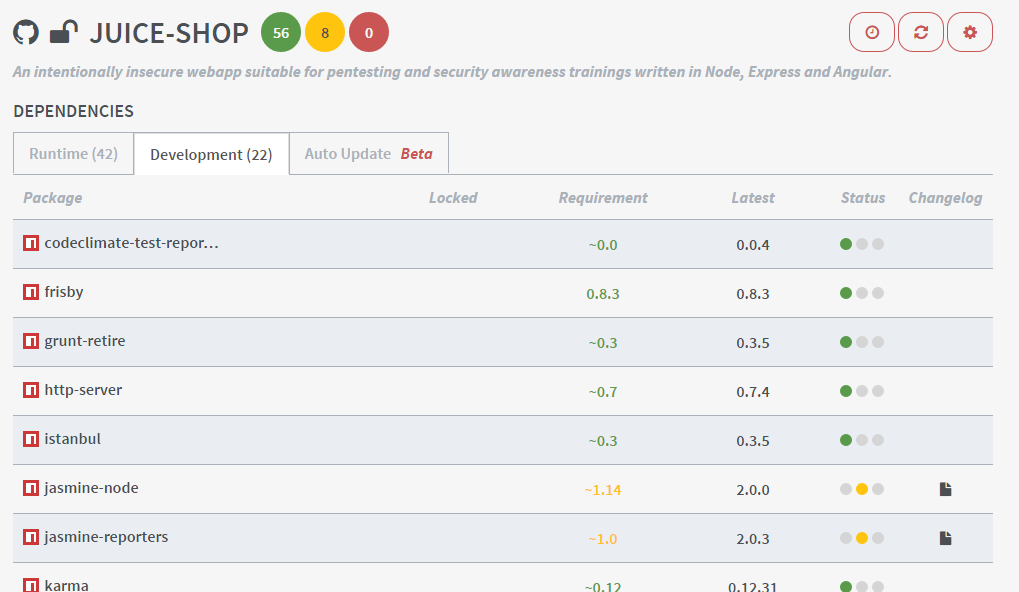 JUICE-SHOP 56 8 0
An intentionally insecure webapp suitable for pentesting and security awareness trainings written in Node, Express and Angular.
DEPENDENCIES
Runtime (42) Development (22) Auto Update Beta
Package Locked Requirement Latest Status Changelog
codeclimate-test-repor... ~0.0 0.0.4
frisby 0.8.3 0.8.3
grunt-retire ~0.3 0.3.5
http-server ~0.7 0.7.4
istanbul ~0.3 0.3.5
jasmine-node ~1.14 2.0.0
jasmine-reporters ~1.0 2.0.3
karma ~0.12 0.12.31